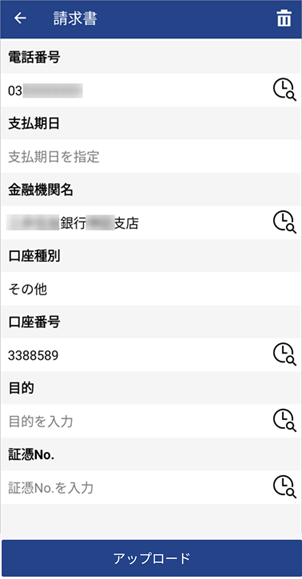 請求書
電話番号
03
支払期日
支払期日を指定
金融機関名
銀行 支店
口座種別
その他
口座番号
3388589
目的
目的を入力
証憑No.
証憑No.を入力
アップロード